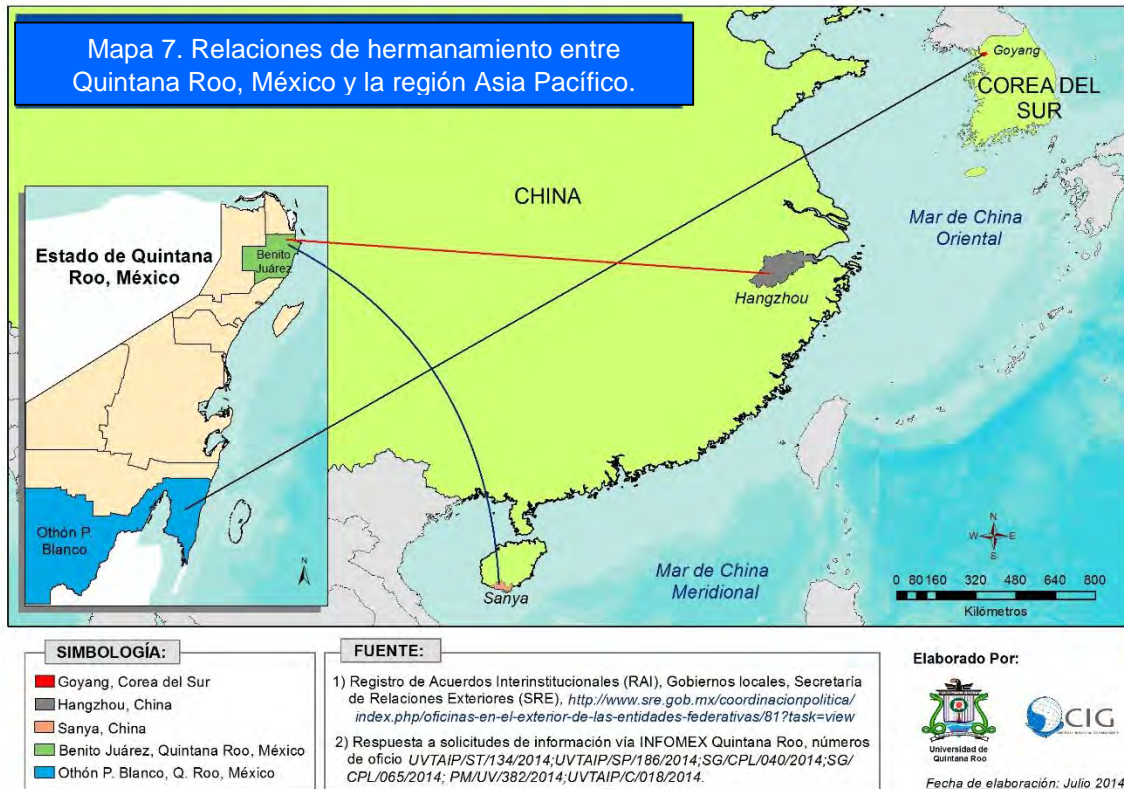 Mapa 7. Relaciones de hermanamiento entre
Quintana Roo, México y la región Asia Pacífico.
Goyang
COREA DEL
SUR
CHINA
Mar de China
Oriental
Estado de Quintana
Roo, México
Benito
Juárez
Hangzhou
Othón P.
Blanco
N
Sanya
Mar de China
Meridional
N
W E
S
0 80 160 320 480 640 800
Kilómetros
SIMBOLOGÍA:
Goyang, Corea del Sur
Hangzhou, China
Sanya, China
Benito Juárez, Quintana Roo, México
Othón P. Blanco, Q. Roo, México
FUENTE:
1) Registro de Acuerdos Interinstitucionales (RAI), Gobiernos locales, Secretaría
de Relaciones Exteriores (SRE), http://www.sre.gob.mx/coordinacionpolitica/
index.php/oficinas-en-el-exterior-de-las-entidades-federativas/81?task=view
2) Respuesta a solicitudes de información vía INFOMEX Quintana Roo, números
de oficio UVTAIP/ST/134/2014;UVTAIP/SP/186/2014;SG/CPL/040/2014;SG/
CPL/065/2014; PM/UV/382/2014;UVTAIP/C/018/2014.
Elaborado Por:
Universidad de
Quintana Roo
CIG
Fecha de elaboración: Julio 2014